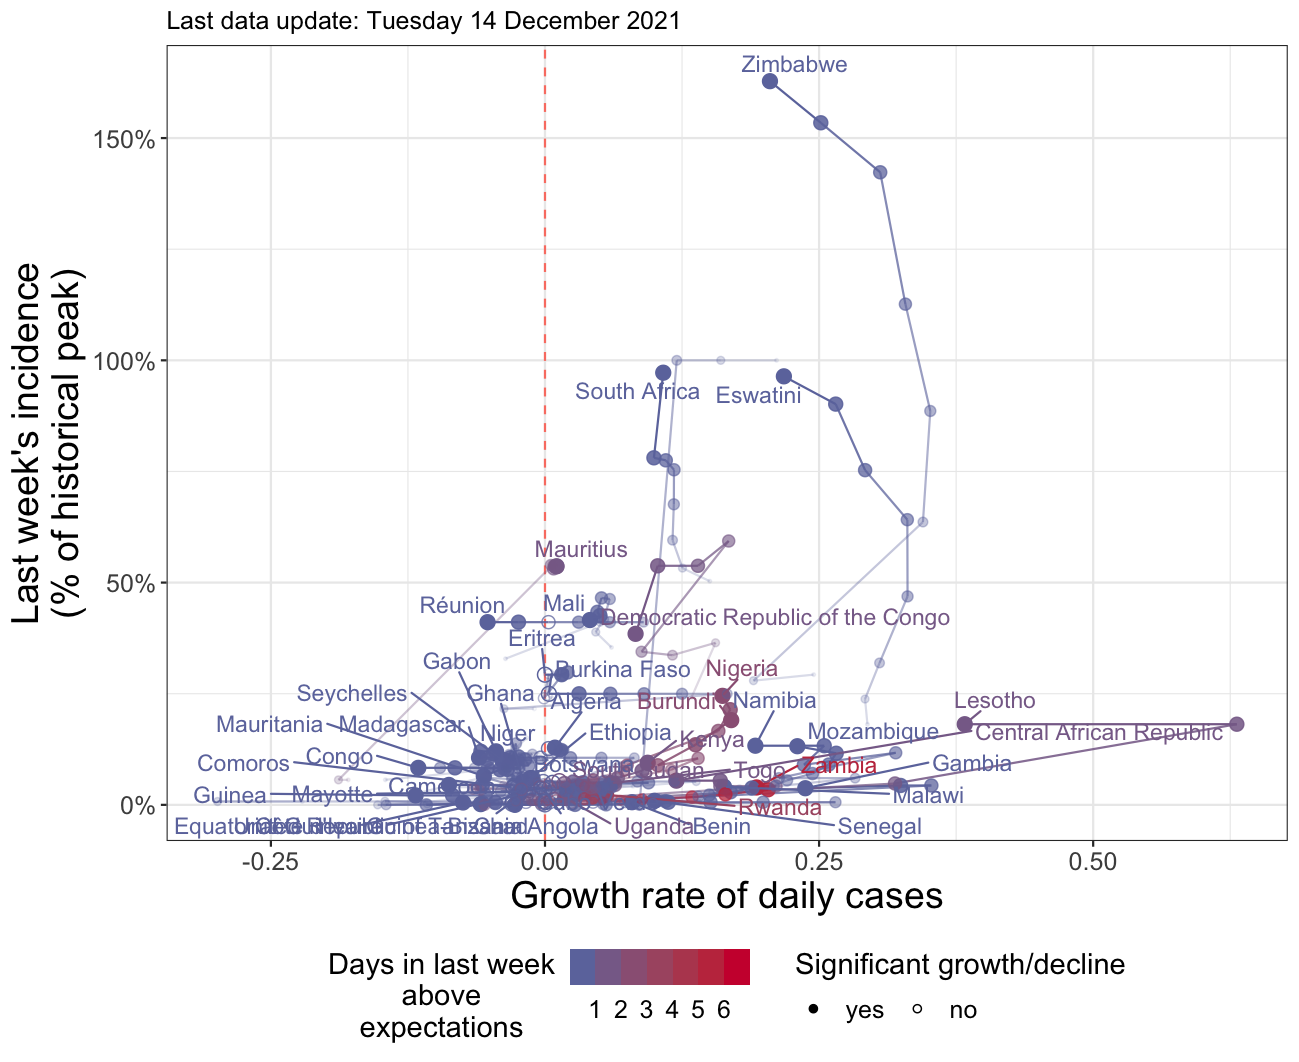 Last data update: Tuesday 14 December 2021
Zimbabwe
150%
100%
South Africa
Eswatini
Mauritius
50%
Réunion
Mali
Democratic Republic of the Congo
Eritrea
Gabon
Burkina Faso
Nigeria
Seychelles
Ghana
Algeria
Burundi
Namibia
Lesotho
Mauritania
Madagascar
Niger
Ethiopia
Kenya
Mozambique
Central African Republic
Comoros
Congo
Botswana
South Sudan
Togo
Zambia
Gambia
Guinea
Mayotte
Malawi
0%
Rwanda
Angola
Uganda
Benin
Senegal
-0.25
0.00
0.25
0.50
Last week's incidence
(% of historical peak)
Growth rate of daily cases
Days in last week
above
expectations
1 2 3 4 5 6
Significant growth/decline
yes no